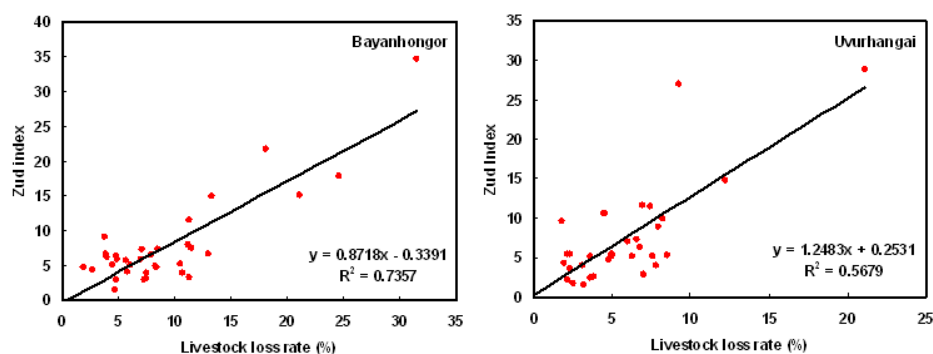 Bayanhongor
40
35
30
25
20
15
10
5
0
Zud index
y = 0.8718x - 0.3391
R² = 0.7357
0 5 10 15 20 25 30 35
Livestock loss rate (%)
Uvurhangai
35
30
25
20
15
10
5
0
Zud Index
y = 1.2483x + 0.2531
R² = 0.5679
0 5 10 15 20 25
Livestock loss rate (%)